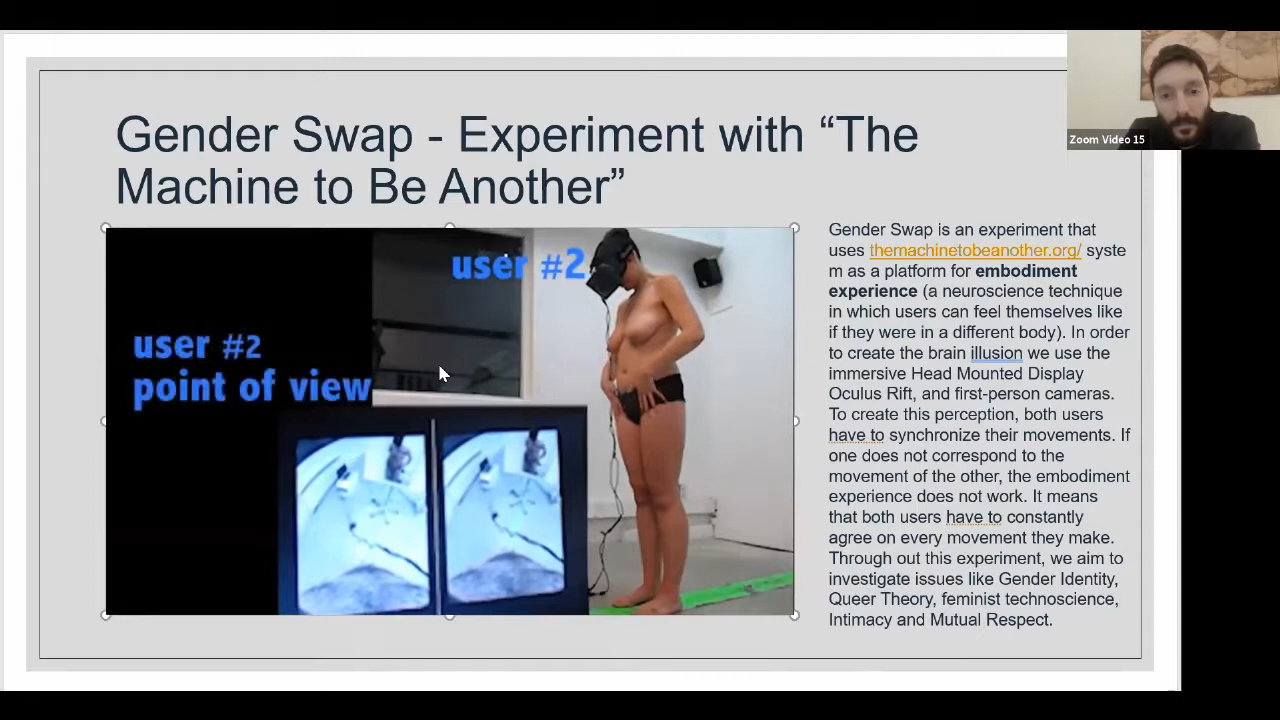 Gender Swap - Experiment with “The
Machine to Be Another”
Zoom Video 15
user #2
user #2
point of view
Gender Swap is an experiment that
uses themachinetobeanother.org/ syste
m as a platform for embodiment
experience (a neuroscience technique
in which users can feel themselves like
if they were in a different body). In order
to create the brain illusion we use the
immersive Head Mounted Display
Oculus Rift, and first-person cameras.
To create this perception, both users
have to synchronize their movements. If
one does not correspond to the
movement of the other, the embodiment
experience does not work. It means
that both users have to constantly
agree on every movement they make.
Through out this experiment, we aim to
investigate issues like Gender Identity,
Queer Theory, feminist technoscience,
Intimacy and Mutual Respect.